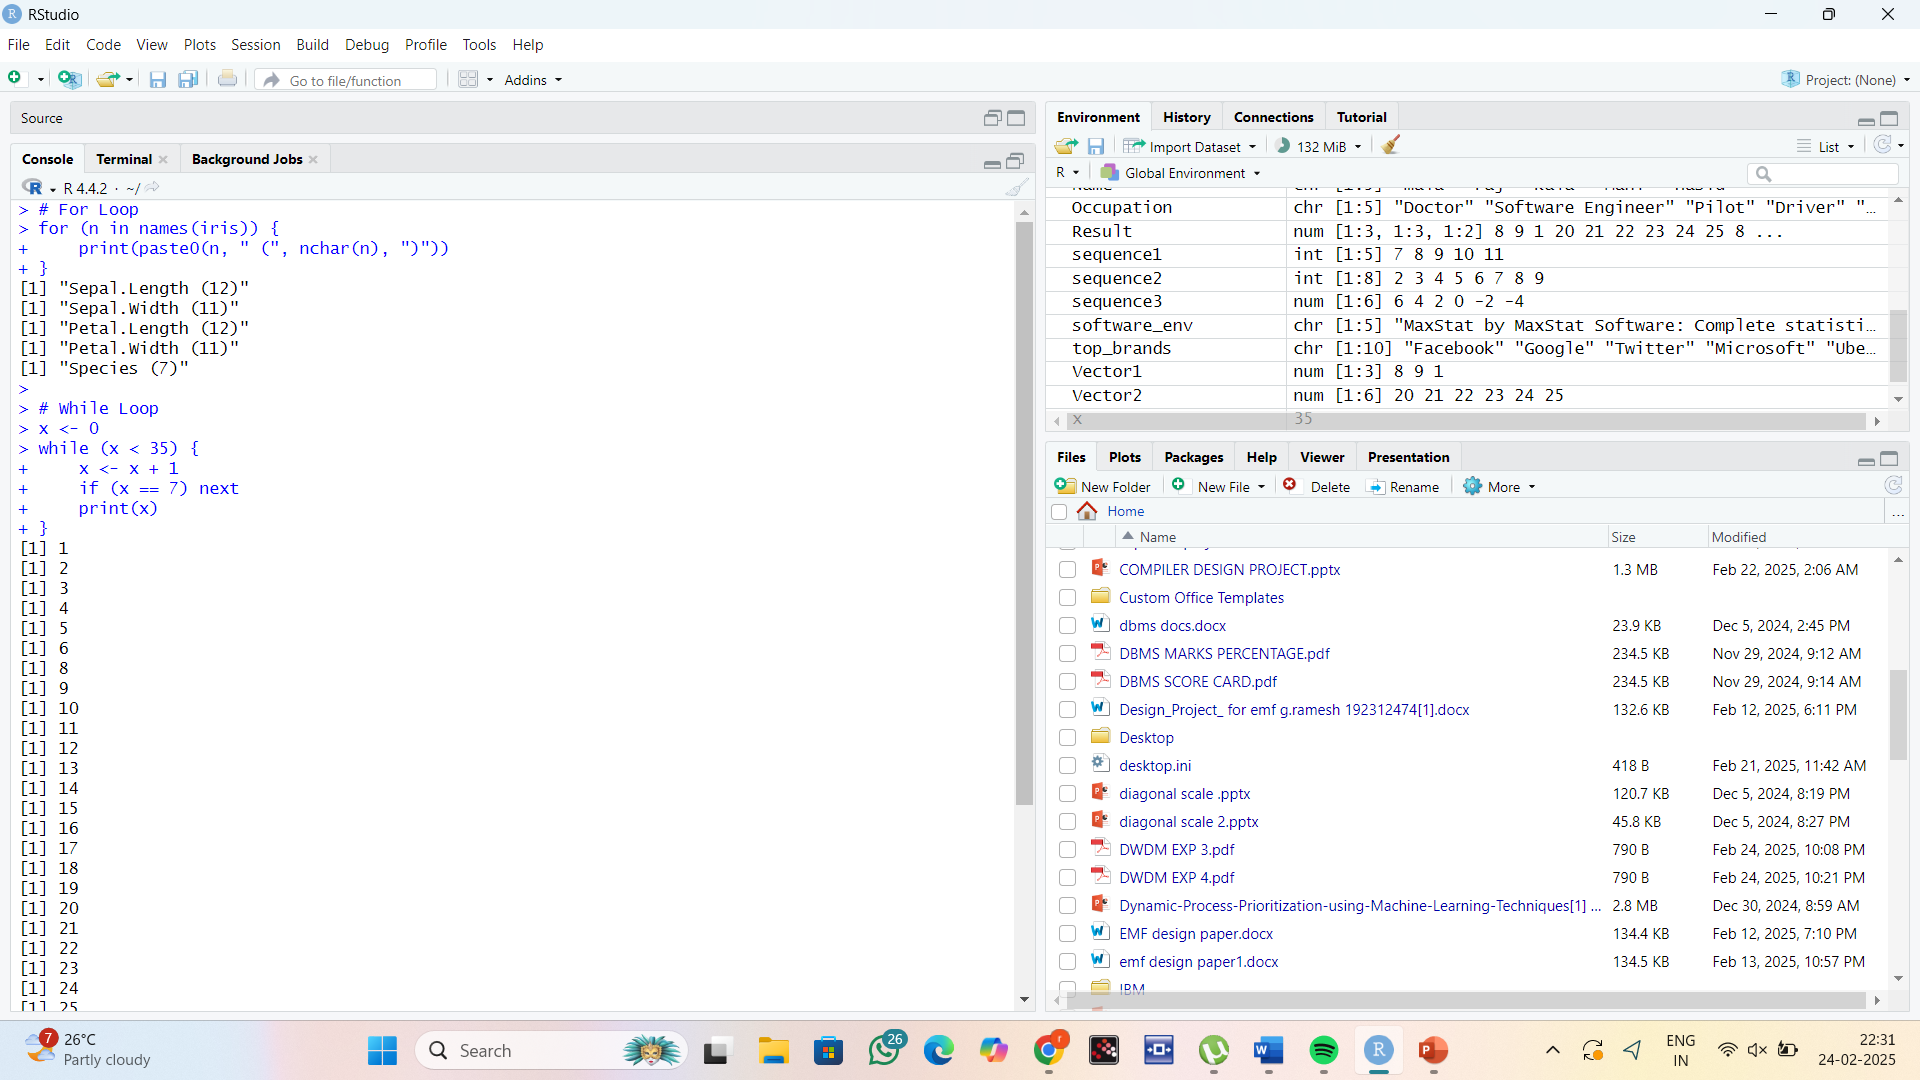 RStudio
File Edit Code View Plots Session Build Debug Profile Tools Help
Go to file/function Addins Project: (None)
Source
Console Terminal Background Jobs
R 4.4.2 · ~/
> # For Loop
> for (n in names(iris)) {
+     print(paste0(n, " (", nchar(n), ")"))
+ }
[1] "Sepal.Length (12)"
[1] "Sepal.Width (11)"
[1] "Petal.Length (12)"
[1] "Petal.Width (11)"
[1] "Species (7)"
>
> # While Loop
> x <- 0
> while (x < 35) {
+     x <- x + 1
+     if (x == 7) next
+     print(x)
+ }
[1] 1
[1] 2
[1] 3
[1] 4
[1] 5
[1] 6
[1] 8
[1] 9
[1] 10
[1] 11
[1] 12
[1] 13
[1] 14
[1] 15
[1] 16
[1] 17
[1] 18
[1] 19
[1] 20
[1] 21
[1] 22
[1] 23
[1] 24
[1] 25
Environment History Connections Tutorial
Import Dataset 132 MiB List
R Global Environment
Occupation chr [1:5] "Doctor" "Software Engineer" "Pilot" "Driver" "...
Result num [1:3, 1:3, 1:2] 8 9 1 20 21 22 23 24 25 8 ...
sequence1 int [1:5] 7 8 9 10 11
sequence2 int [1:8] 2 3 4 5 6 7 8 9
sequence3 num [1:6] 6 4 2 0 -2 -4
software_env chr [1:5] "MaxStat by MaxStat Software: Complete statisti...
top_brands chr [1:10] "Facebook" "Google" "Twitter" "Microsoft" "Ube...
Vector1 num [1:3] 8 9 1
Vector2 num [1:6] 20 21 22 23 24 25
x 35
Files Plots Packages Help Viewer Presentation
New Folder New File Delete Rename More
Home ...
Name Size Modified
COMPILER DESIGN PROJECT.pptx 1.3 MB Feb 22, 2025, 2:06 AM
Custom Office Templates
dbms docs.docx 23.9 KB Dec 5, 2024, 2:45 PM
DBMS MARKS PERCENTAGE.pdf 234.5 KB Nov 29, 2024, 9:12 AM
DBMS SCORE CARD.pdf 234.5 KB Nov 29, 2024, 9:14 AM
Design_Project_ for emf g.ramesh 192312474[1].docx 132.6 KB Feb 12, 2025, 6:11 PM
Desktop
desktop.ini 418 B Feb 21, 2025, 11:42 AM
diagonal scale .pptx 120.7 KB Dec 5, 2024, 8:19 PM
diagonal scale 2.pptx 45.8 KB Dec 5, 2024, 8:27 PM
DWDM EXP 3.pdf 790 B Feb 24, 2025, 10:08 PM
DWDM EXP 4.pdf 790 B Feb 24, 2025, 10:21 PM
Dynamic-Process-Prioritization-using-Machine-Learning-Techniques[1] ... 2.8 MB Dec 30, 2024, 8:59 AM
EMF design paper.docx 134.4 KB Feb 12, 2025, 7:10 PM
emf design paper1.docx 134.5 KB Feb 13, 2025, 10:57 PM
IBM
7 26°C
Partly cloudy
Search
26
ENG
IN
22:31
24-02-2025